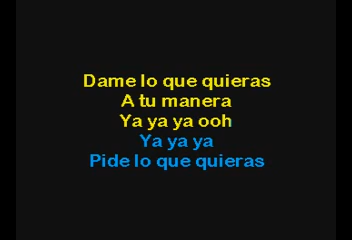 Dame lo que quieras
A tu manera
Ya ya ya ooh
Ya ya ya
Pide lo que quieras